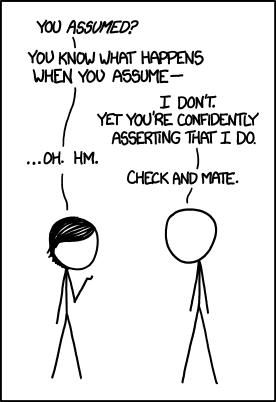 YOU ASSUMED?
YOU KNOW WHAT HAPPENS
WHEN YOU ASSUME—
I DON'T.
YET YOU'RE CONFIDENTLY
ASSERTING THAT I DO.
...OH. HM.
CHECK AND MATE.